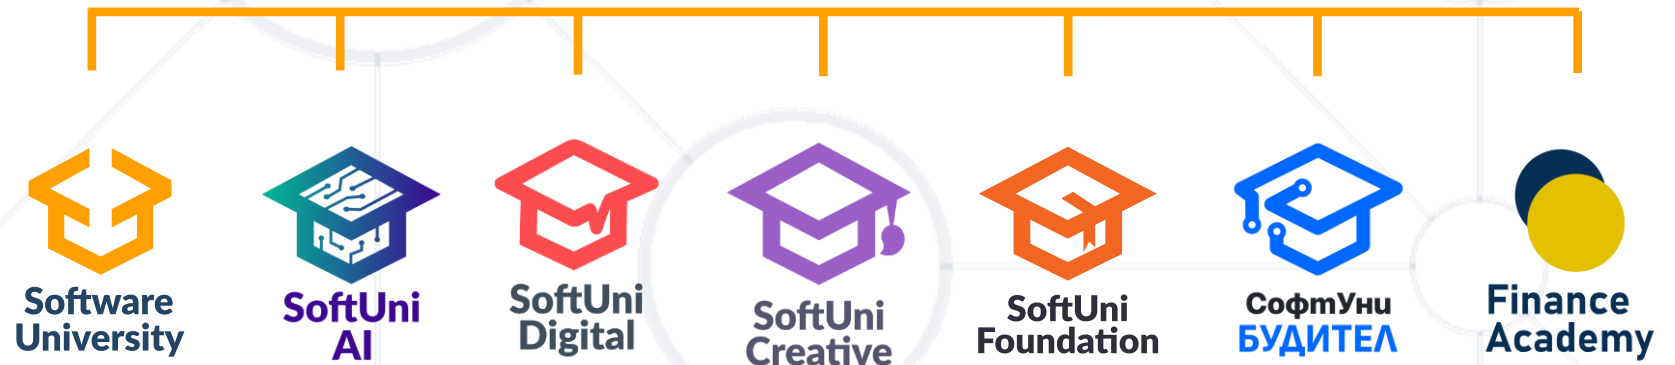 Software
University
SoftUni
AI
SoftUni
Digital
SoftUni
Creative
SoftUni
Foundation
СофтУни
БУДИТЕЛ
Finance
Academy